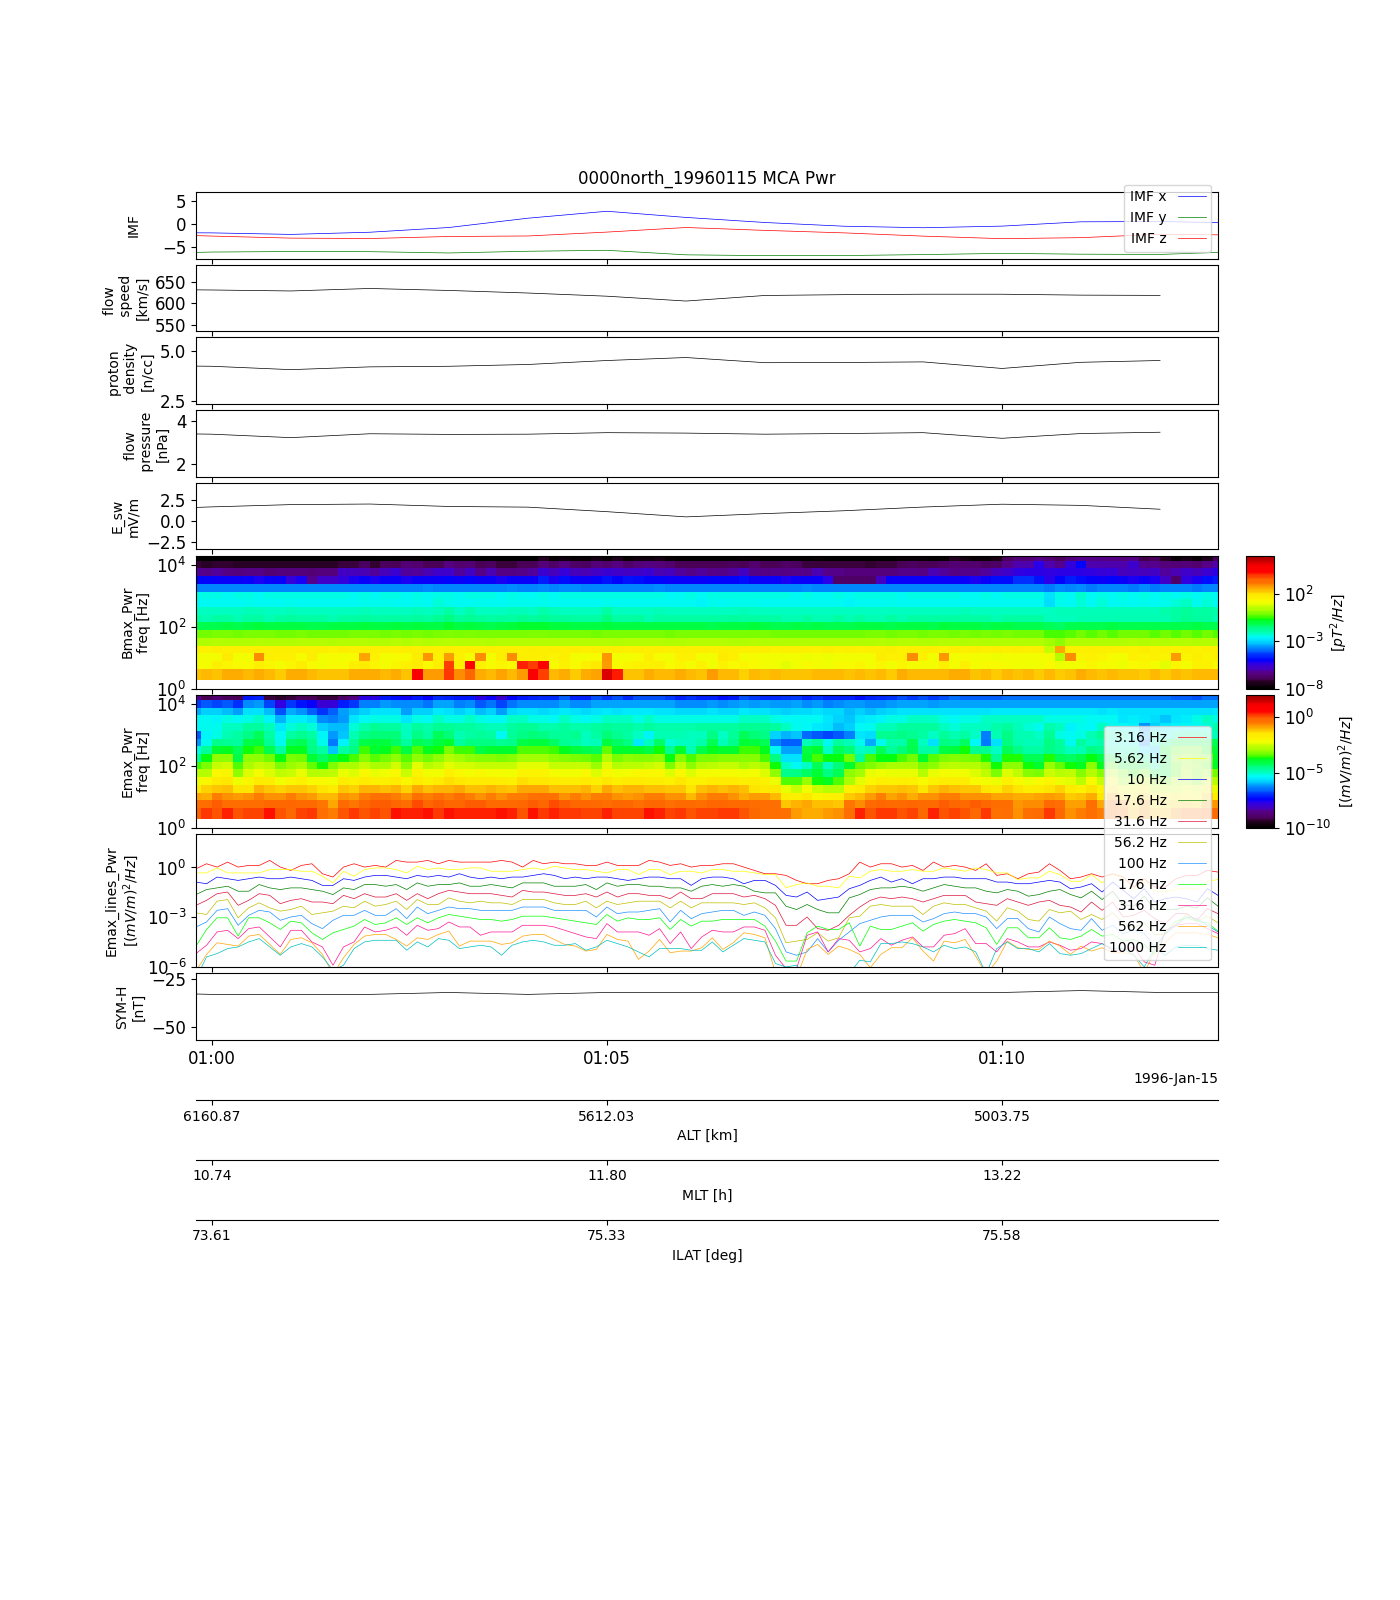 0000north_19960115 MCA Pwr
IMF
5
0
−5
IMF x
IMF y
IMF z
flow
speed
[km/s]
650
600
550
proton
density
[n/cc]
5.0
2.5
flow
pressure
[nPa]
4
2
E_sw
mV/m
2.5
0.0
−2.5
Bmax_Pwr
freq [Hz]
10^4
10^2
10^0
10^2
10^−3
10^−8
[pT^2/Hz]
Emax_Pwr
freq [Hz]
10^4
10^2
10^0
10^0
10^−5
10^−10
[(mV/m)^2/Hz]
3.16 Hz
5.62 Hz
10 Hz
17.6 Hz
31.6 Hz
56.2 Hz
100 Hz
176 Hz
316 Hz
562 Hz
1000 Hz
Emax_lines_Pwr
[(mV/m)^2/Hz]
10^0
10^−3
10^−6
SYM-H
[nT]
−25
−50
01:00 01:05 01:10
1996-Jan-15
6160.87 5612.03 5003.75
ALT [km]
10.74 11.80 13.22
MLT [h]
73.61 75.33 75.58
ILAT [deg]